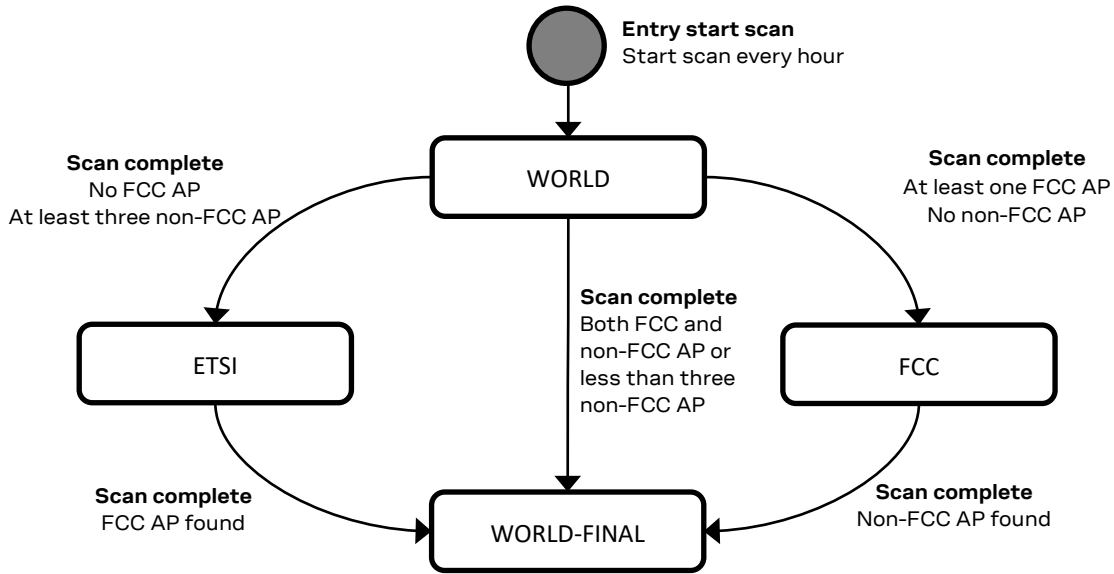 Entry start scan
Start scan every hour
WORLD
Scan complete
No FCC AP
At least three non-FCC AP
Scan complete
At least one FCC AP
No non-FCC AP
Scan complete
Both FCC and
non-FCC AP or
less than three
non-FCC AP
ETSI
FCC
Scan complete
FCC AP found
WORLD-FINAL
Scan complete
Non-FCC AP found